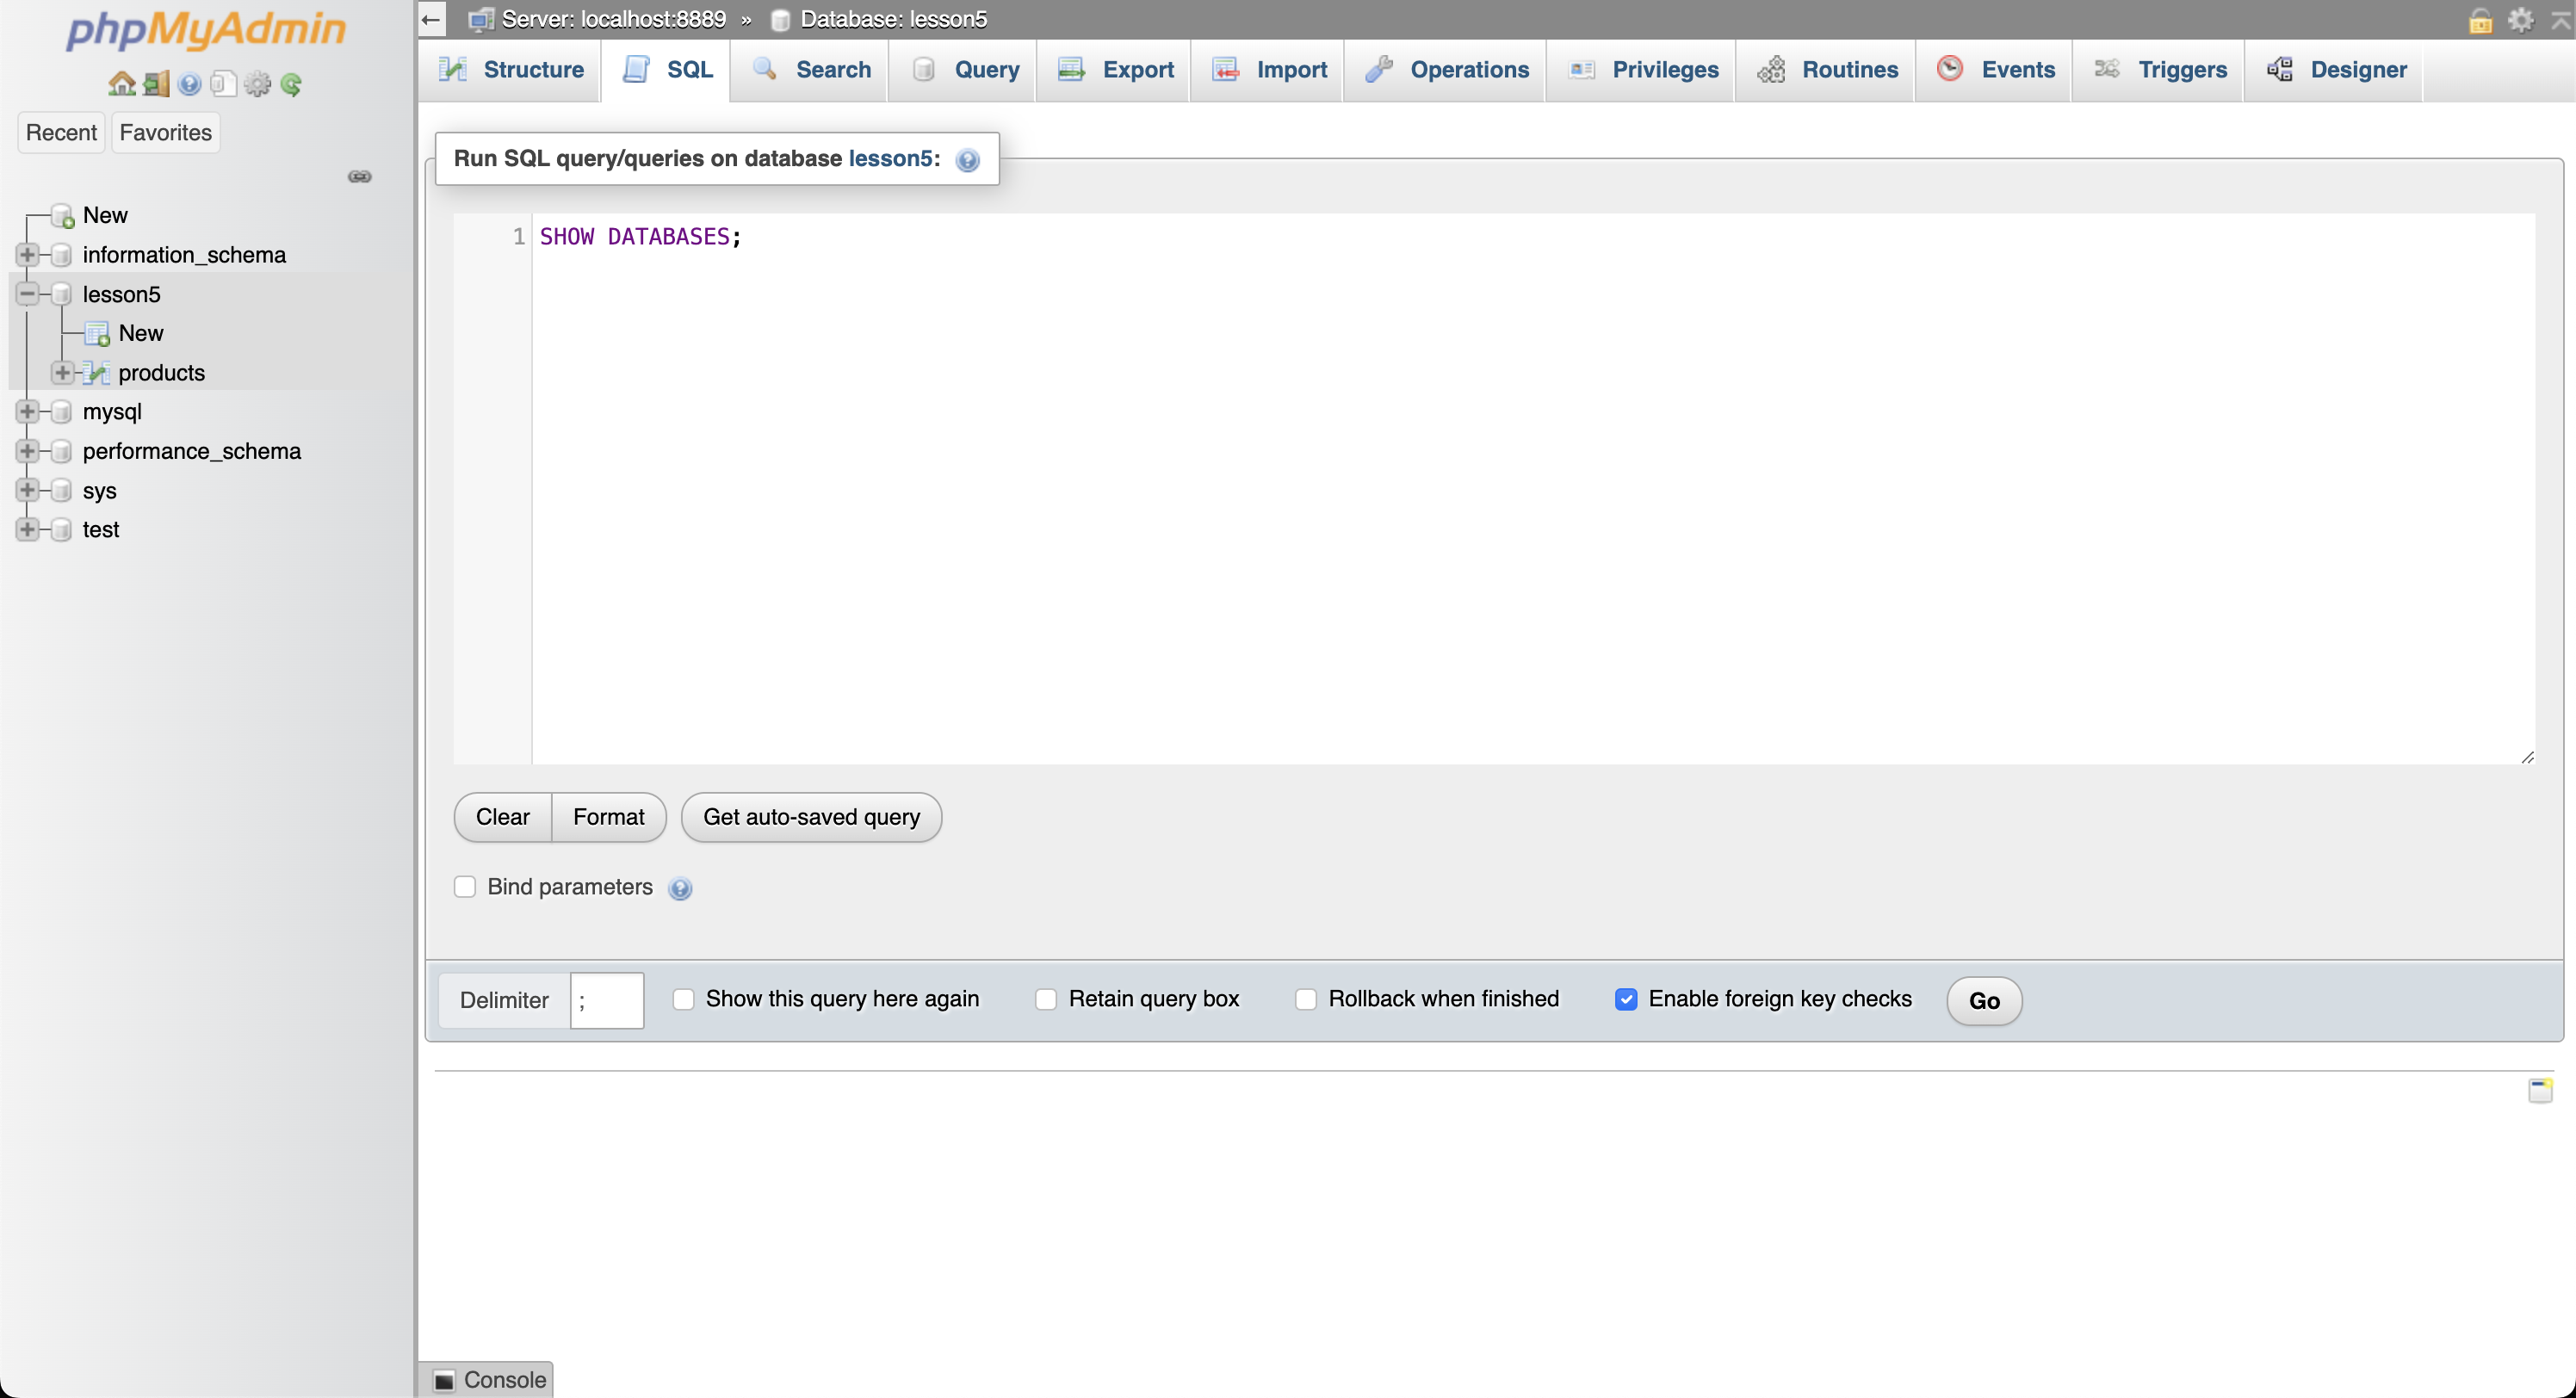 phpMyAdmin
Recent Favorites
New
information_schema
lesson5
New
products
mysql
performance_schema
sys
test
Server: localhost:8889 » Database: lesson5
Structure SQL Search Query Export Import Operations Privileges Routines Events Triggers Designer
Run SQL query/queries on database lesson5:
1 SHOW DATABASES;
Clear Format Get auto-saved query
Bind parameters
Delimiter ; Show this query here again Retain query box Rollback when finished Enable foreign key checks Go
Console